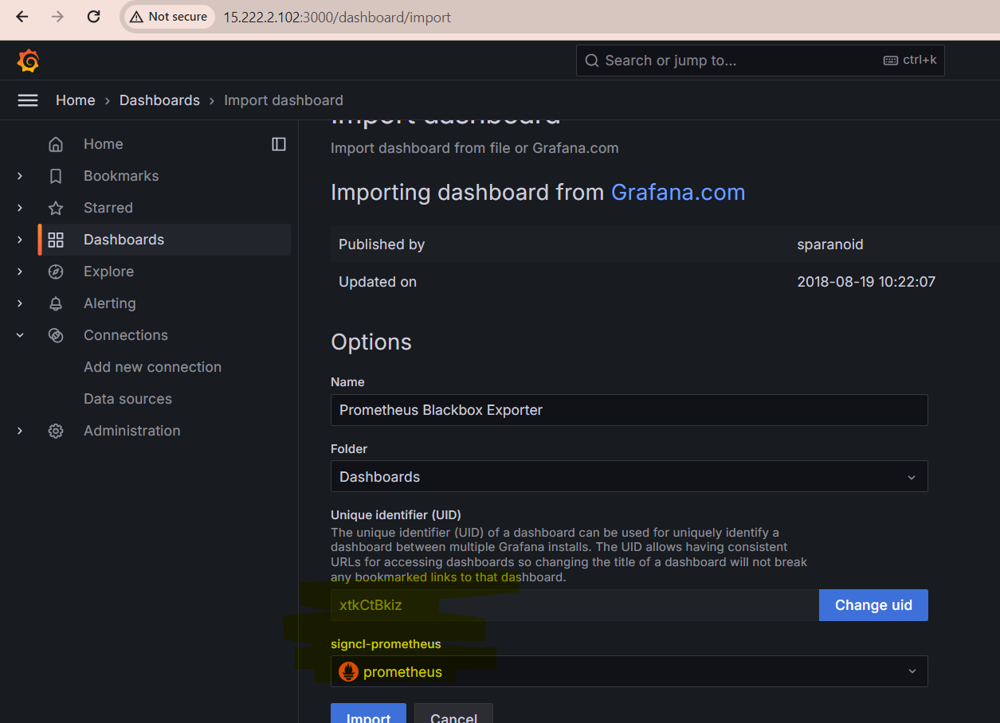 Not secure 15.222.2.102:3000/dashboard/import
Search or jump to... ctrl+k
Home › Dashboards › Import dashboard
Home
Bookmarks
Starred
Dashboards
Explore
Alerting
Connections
Add new connection
Data sources
Administration
Import dashboard
Import dashboard from file or Grafana.com
Importing dashboard from Grafana.com
Published by sparanoid
Updated on 2018-08-19 10:22:07
Options
Name
Prometheus Blackbox Exporter
Folder
Dashboards
Unique identifier (UID)
The unique identifier (UID) of a dashboard can be used for uniquely identify a
dashboard between multiple Grafana installs. The UID allows having consistent
URLs for accessing dashboards so changing the title of a dashboard will not break
any bookmarked links to that dashboard.
xtkCtBkiz Change uid
signcl-prometheus
prometheus
Import Cancel